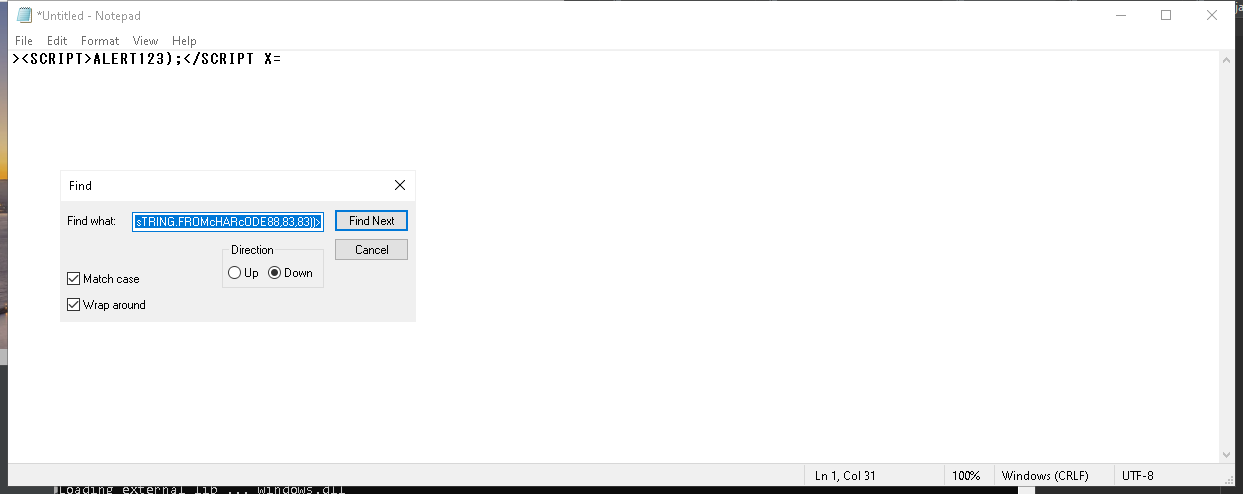 *Untitled - Notepad
File Edit Format View Help
><SCRIPT>ALERT123);</SCRIPT X=
Find
Find what: sTRING.FROMcHARcODE88,83,83))> Find Next
Direction Cancel
Up Down
Match case
Wrap around
Ln 1, Col 31 100% Windows (CRLF) UTF-8
Loading external lib ... windows.dll